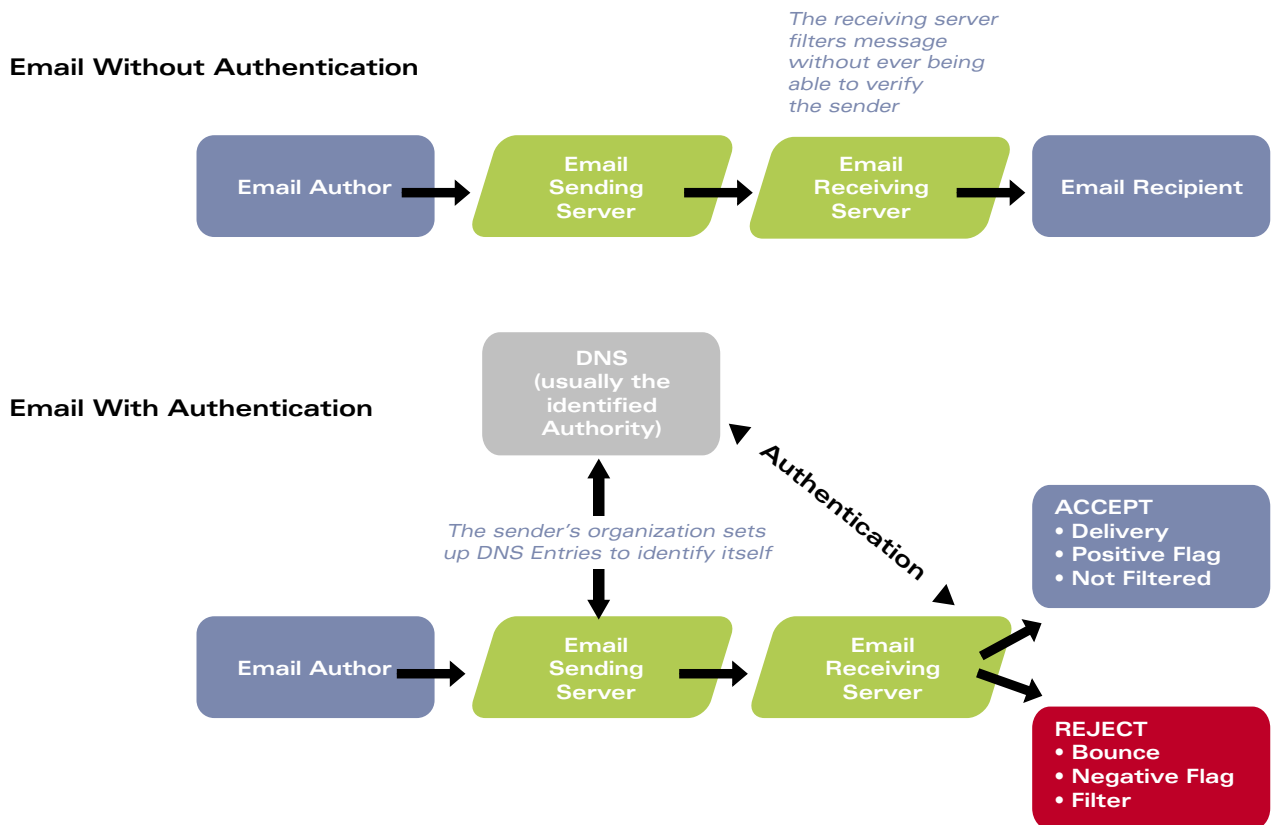 The receiving server
filters message
without ever being
able to verify
the sender
Email Without Authentication
Email Author
Email
Sending
Server
Email
Receiving
Server
Email Recipient
DNS
(usually the
identified
Authority)
Email With Authentication
Authentication
The sender’s organization sets
up DNS Entries to identify itself
ACCEPT
• Delivery
• Positive Flag
• Not Filtered
Email Author
Email
Sending
Server
Email
Receiving
Server
REJECT
• Bounce
• Negative Flag
• Filter